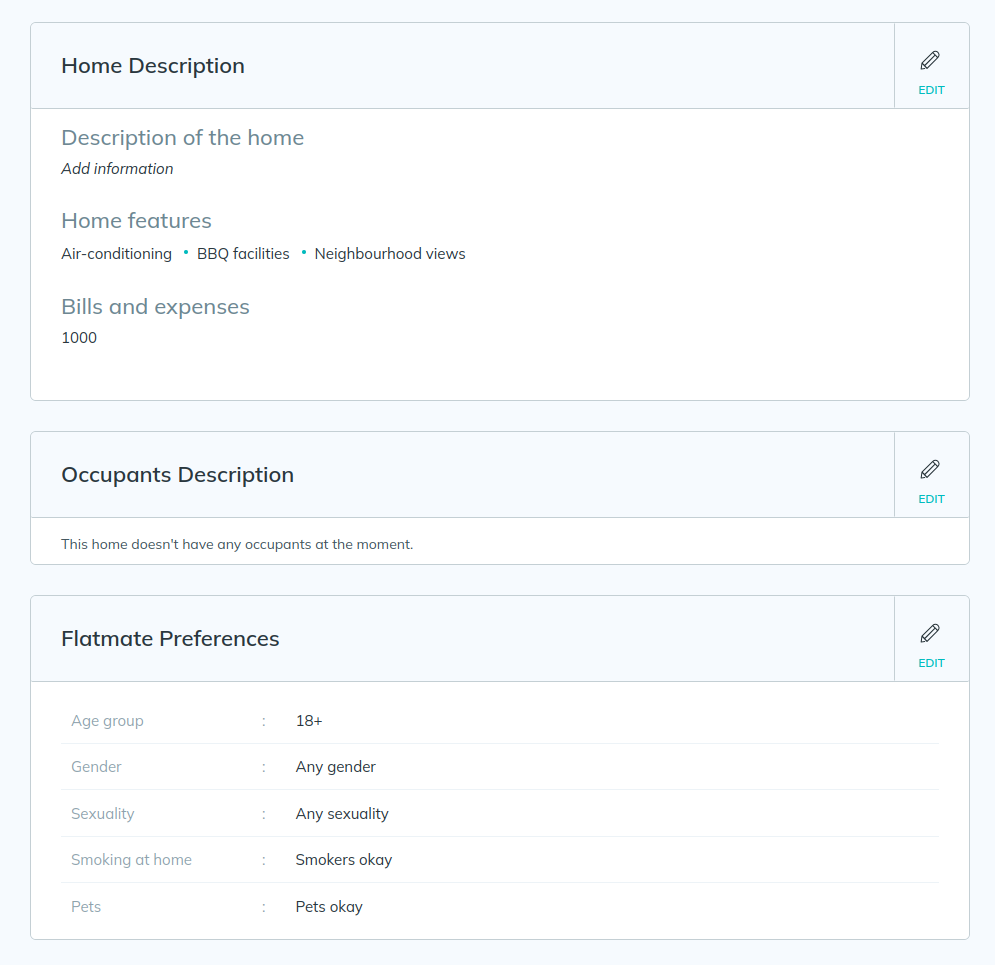 Home Description
EDIT
Description of the home
Add information
Home features
Air-conditioning • BBQ facilities • Neighbourhood views
Bills and expenses
1000
Occupants Description
EDIT
This home doesn't have any occupants at the moment.
Flatmate Preferences
EDIT
Age group : 18+
Gender : Any gender
Sexuality : Any sexuality
Smoking at home : Smokers okay
Pets : Pets okay